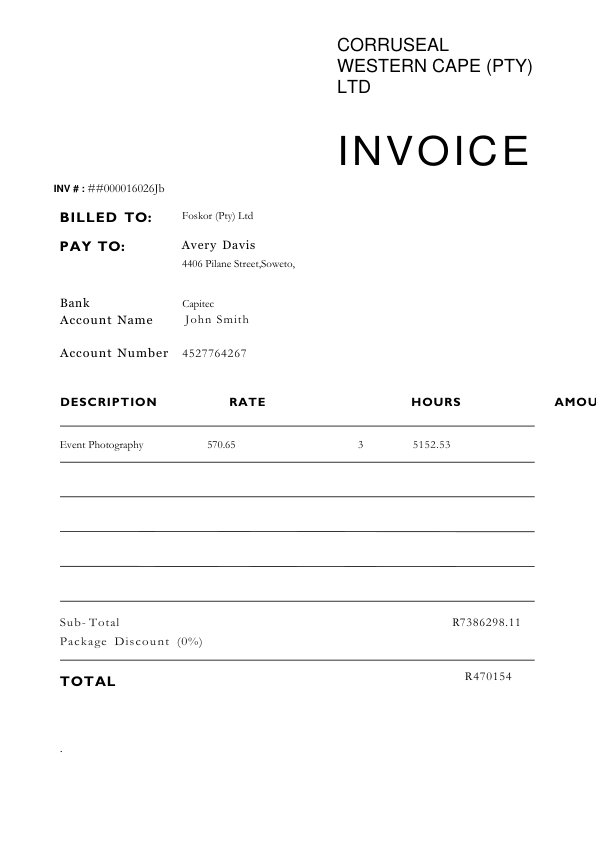 CORRUSEAL
WESTERN CAPE (PTY)
LTD
INVOICE
INV # : ##000016026Jb
BILLED TO: Foskor (Pty) Ltd
PAY TO: Avery Davis
4406 Pilane Street,Soweto,
Bank Capitec
Account Name John Smith
Account Number 4527764267
DESCRIPTION RATE HOURS AMOU
Event Photography 570.65 3 5152.53
Sub-Total R7386298.11
Package Discount (0%)
TOTAL R470154
.